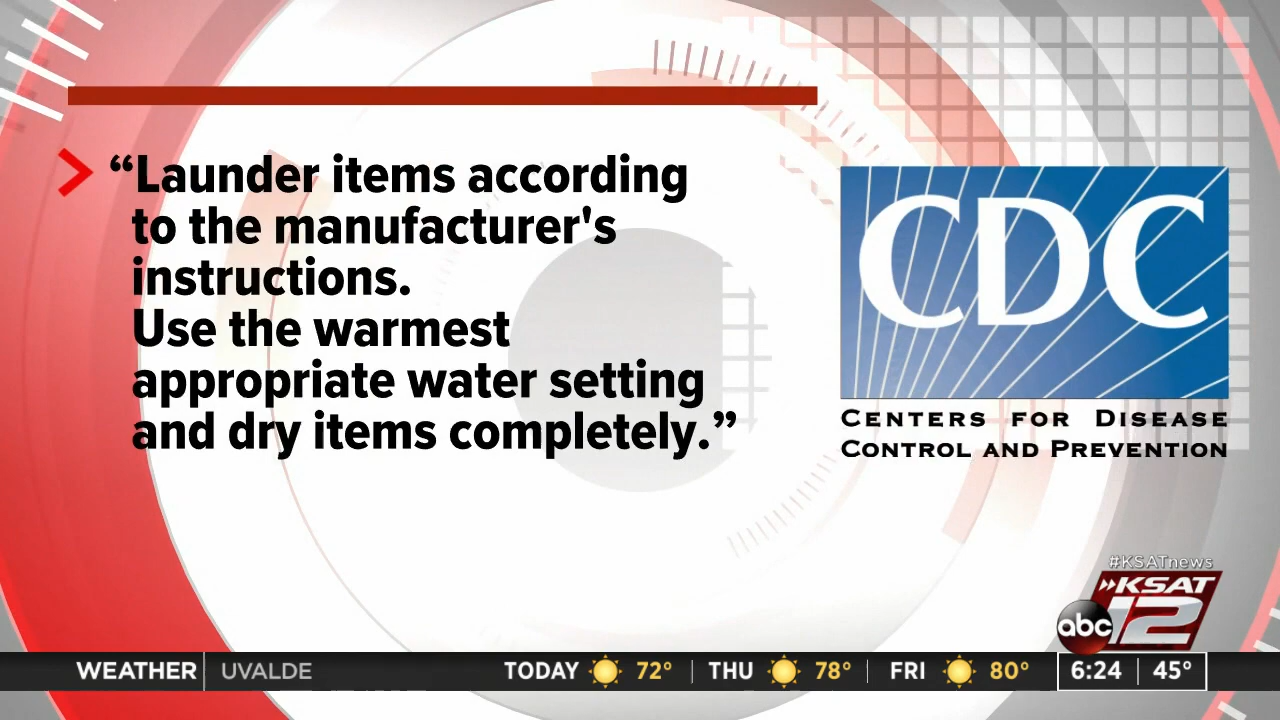 “Launder items according
to the manufacturer's
instructions.
Use the warmest
appropriate water setting
and dry items completely.”
CDC
CENTERS FOR DISEASE
CONTROL AND PREVENTION
#KSATnews
KSAT
abc 12
WEATHER UVALDE TODAY 72° THU 78° FRI 80° 6:24 45°